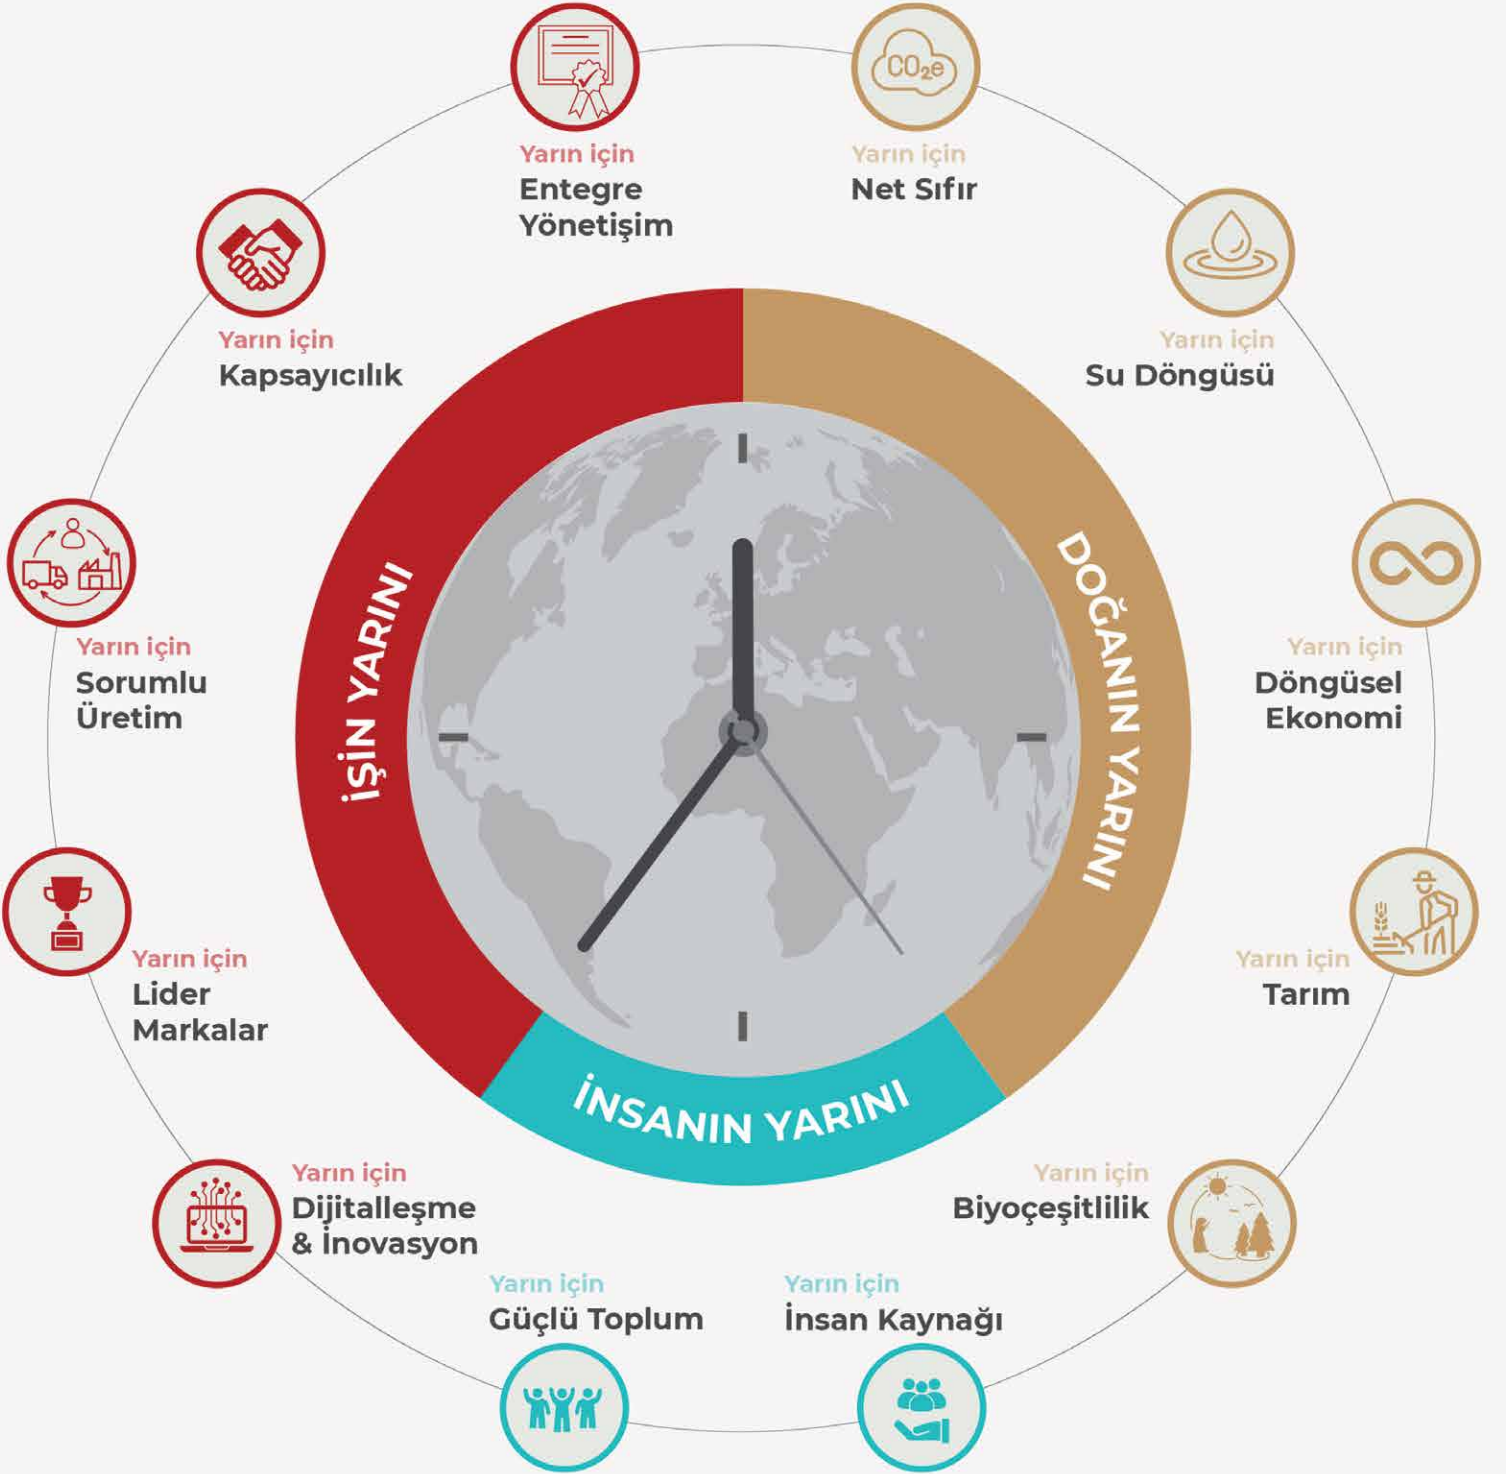 CO₂e
Yarın için
Entegre
Yönetişim
Yarın için
Net Sıfır
Yarın için
Kapsayıcılık
Yarın için
Su Döngüsü
Yarın için
Sorumlu
Üretim
Yarın için
Döngüsel
Ekonomi
Yarın için
Lider
Markalar
Yarın için
Tarım
Yarın için
Dijitalleşme
& İnovasyon
Yarın için
Biyoçeşitlilik
Yarın için
Güçlü Toplum
Yarın için
İnsan Kaynağı
İŞİN YARINI
DOĞANIN YARINI
İNSANIN YARINI